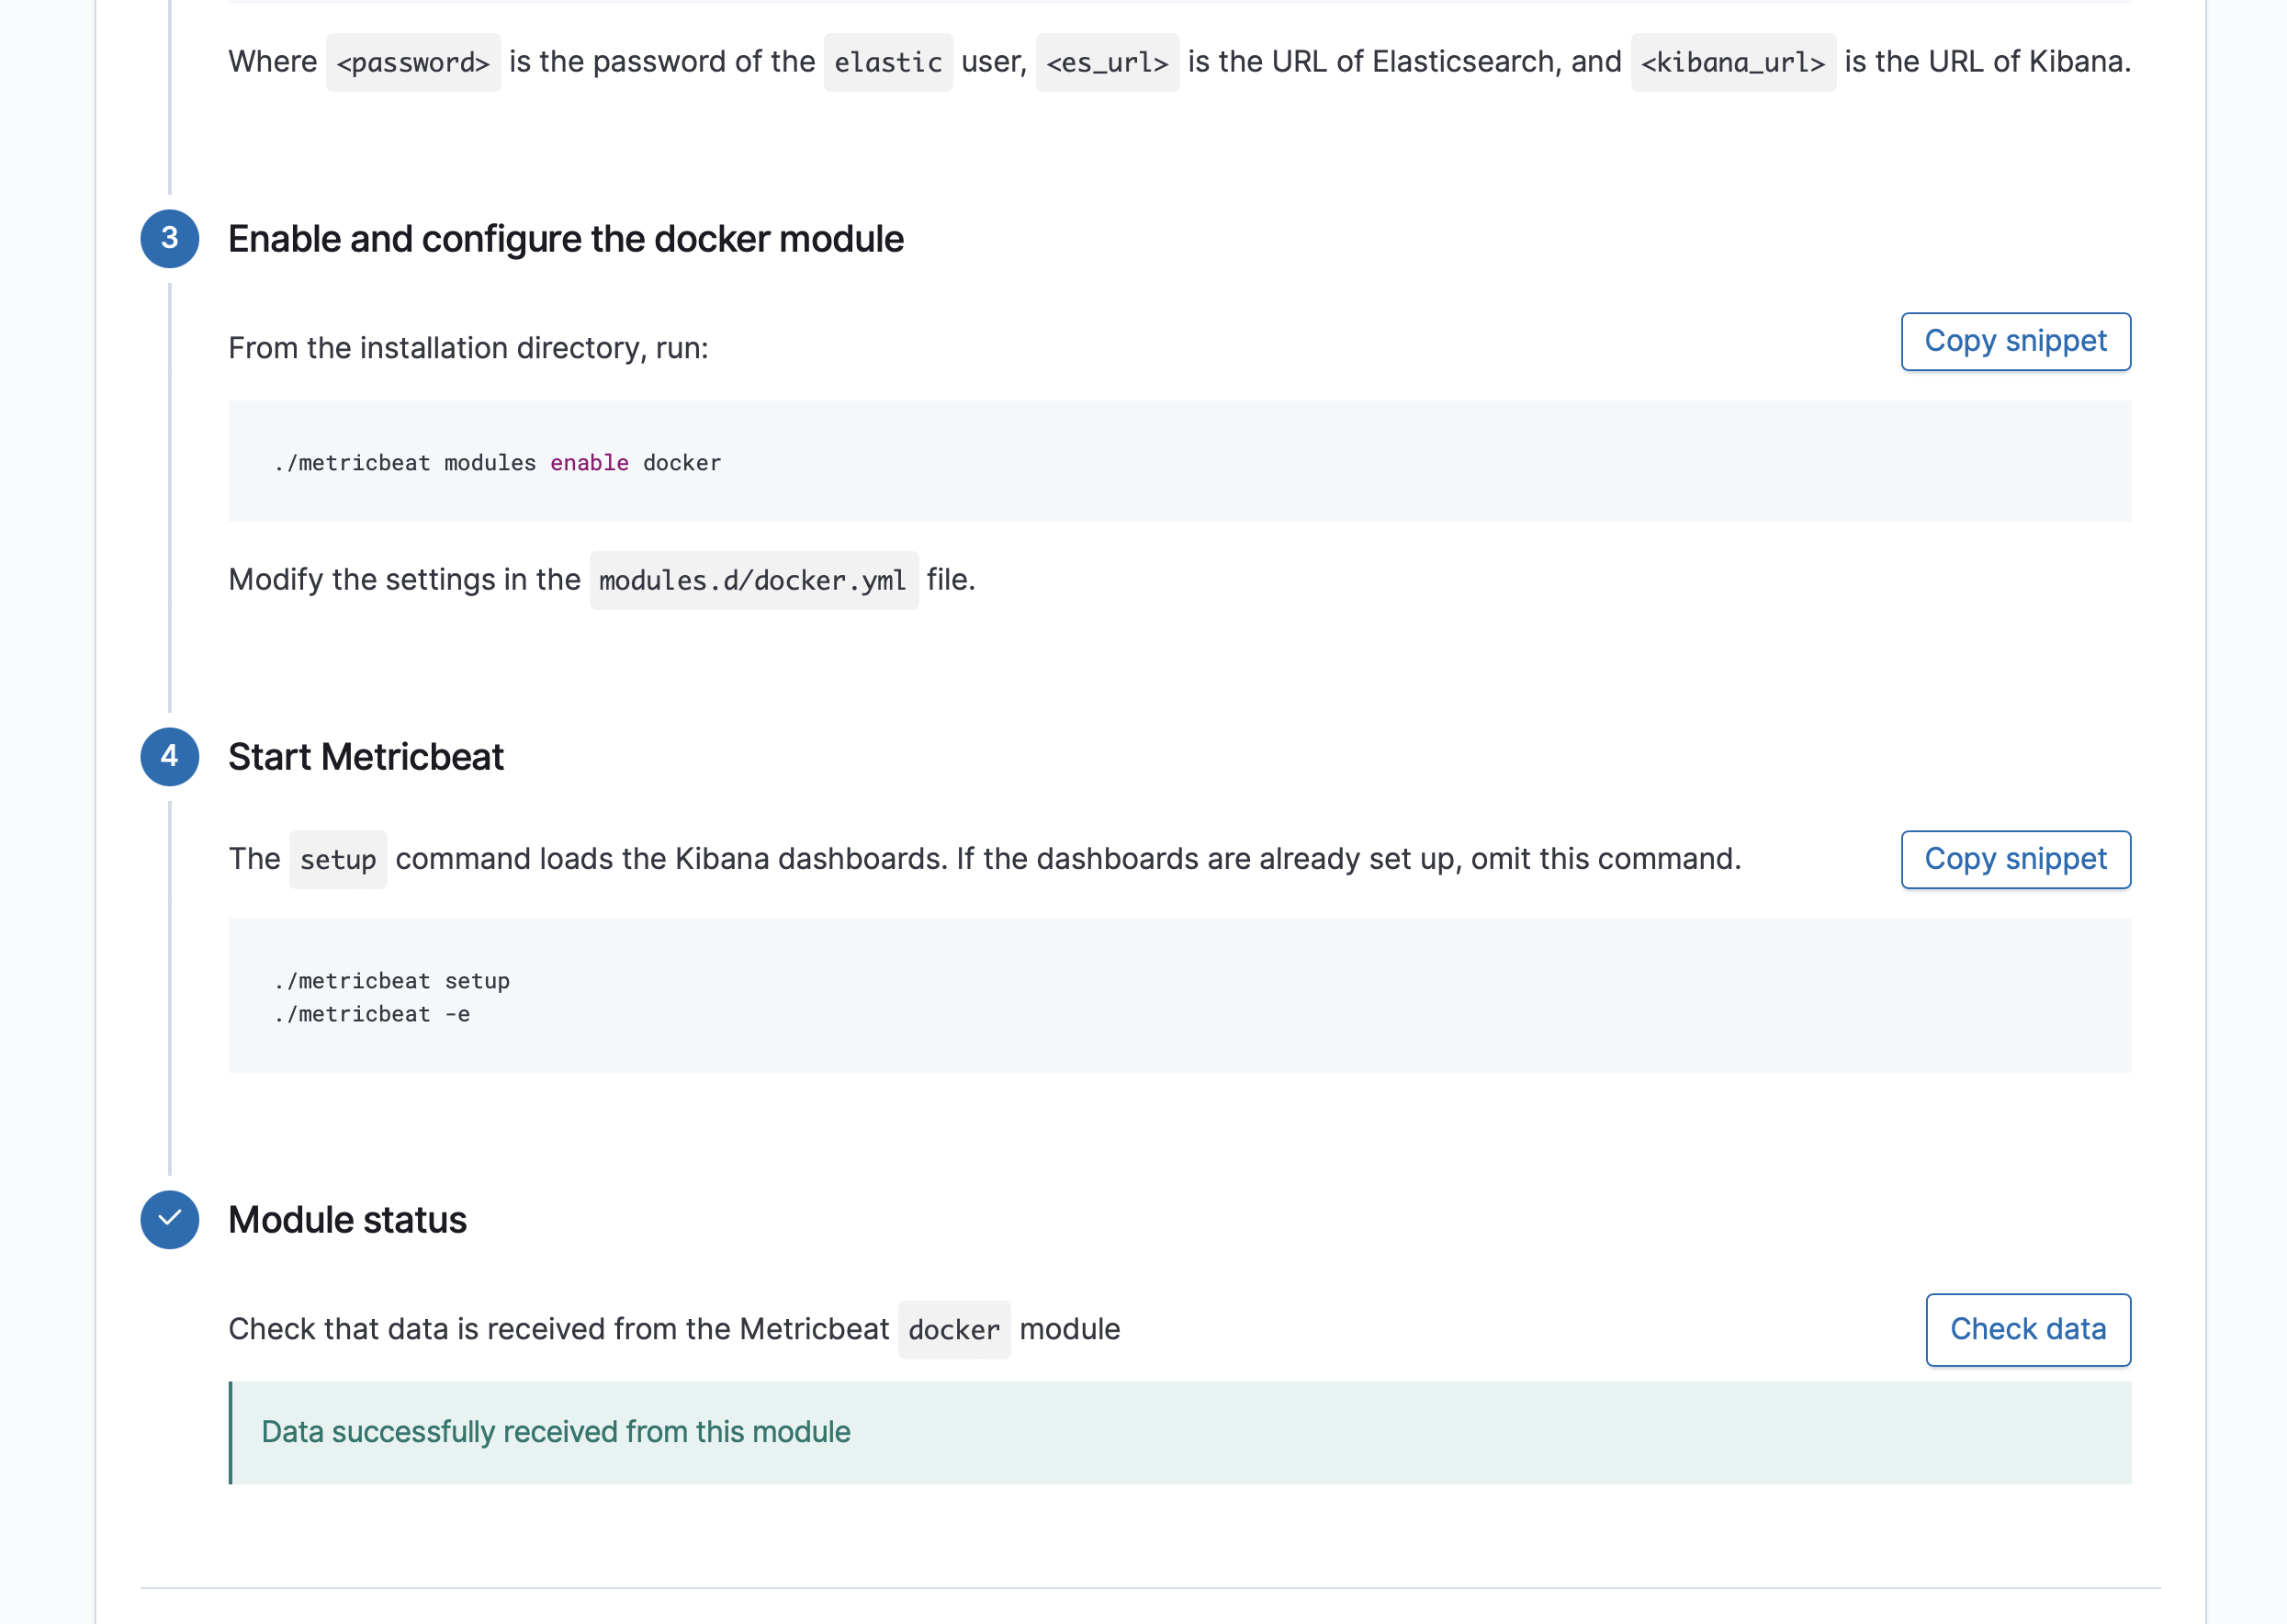 Where <password> is the password of the elastic user, <es_url> is the URL of Elasticsearch, and <kibana_url> is the URL of Kibana.
3 Enable and configure the docker module
From the installation directory, run:
Copy snippet
./metricbeat modules enable docker
Modify the settings in the modules.d/docker.yml file.
4 Start Metricbeat
The setup command loads the Kibana dashboards. If the dashboards are already set up, omit this command.
Copy snippet
./metricbeat setup
./metricbeat -e
Module status
Check that data is received from the Metricbeat docker module
Check data
Data successfully received from this module